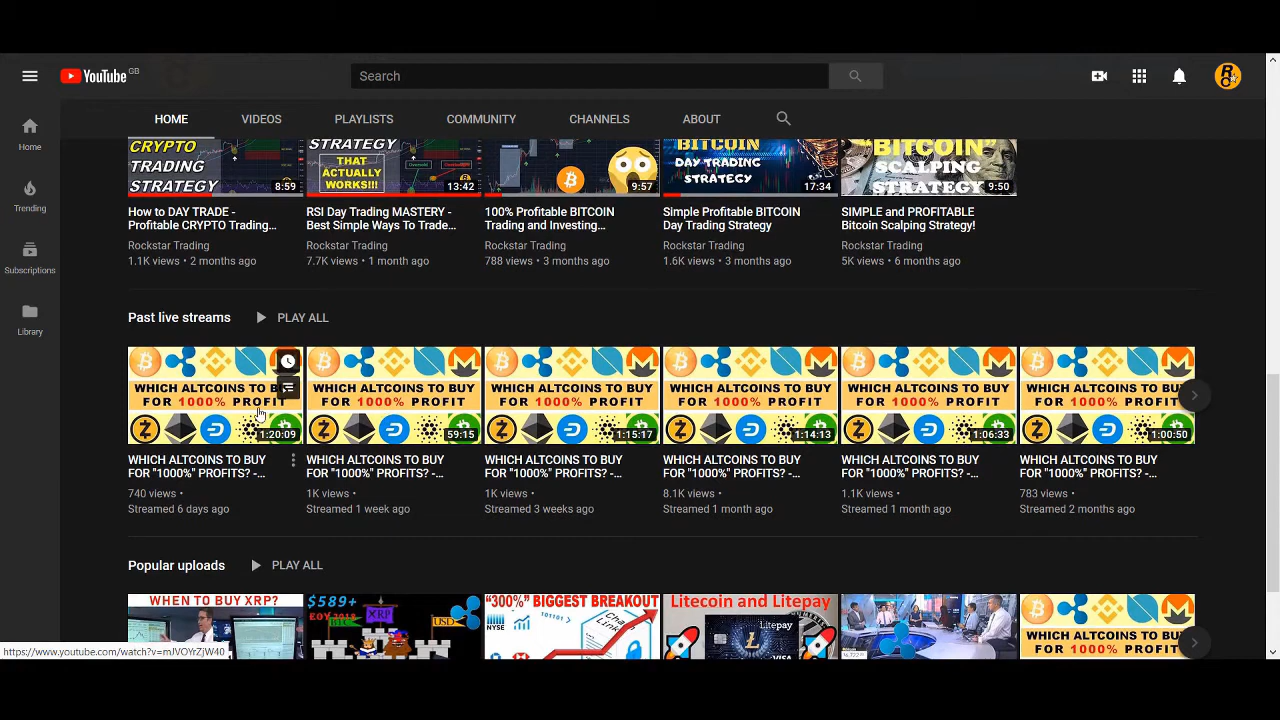 YouTube GB
Search
HOME
VIDEOS
PLAYLISTS
COMMUNITY
CHANNELS
ABOUT
Home
Trending
Subscriptions
Library
CRYPTO
TRADING
STRATEGY
8:59
STRATEGY
THAT
ACTUALLY
WORKS!!!
13:42
9:57
BITCOIN
DAY TRADING
STRATEGY
17:34
"BITCOIN"
SCALPING
STRATEGY
9:50
How to DAY TRADE -
Profitable CRYPTO Trading...
Rockstar Trading
1.1K views • 2 months ago
RSI Day Trading MASTERY -
Best Simple Ways To Trade...
Rockstar Trading
7.7K views • 1 month ago
100% Profitable BITCOIN
Trading and Investing...
Rockstar Trading
788 views • 3 months ago
Simple Profitable BITCOIN
Day Trading Strategy
Rockstar Trading
1.6K views • 3 months ago
SIMPLE and PROFITABLE
Bitcoin Scalping Strategy!
Rockstar Trading
5K views • 6 months ago
Past live streams
PLAY ALL
WHICH ALTCOINS TO B
FOR 1000% PROFIT
1:20:09
WHICH ALTCOINS TO BUY
FOR 1000% PROFIT
59:15
WHICH ALTCOINS TO BUY
FOR 1000% PROFIT
1:15:17
WHICH ALTCOINS TO BUY
FOR 1000% PROFIT
1:14:13
WHICH ALTCOINS TO BUY
FOR 1000% PROFIT
1:06:33
WHICH ALTCOINS TO BUY
FOR 1000% PROFIT
1:00:50
WHICH ALTCOINS TO BUY
FOR "1000%" PROFITS? -...
740 views •
Streamed 6 days ago
WHICH ALTCOINS TO BUY
FOR "1000%" PROFITS? -...
1K views •
Streamed 1 week ago
WHICH ALTCOINS TO BUY
FOR "1000%" PROFITS? -...
1K views •
Streamed 3 weeks ago
WHICH ALTCOINS TO BUY
FOR "1000%" PROFITS? -...
8.1K views •
Streamed 1 month ago
WHICH ALTCOINS TO BUY
FOR "1000%" PROFITS? -...
1.1K views •
Streamed 1 month ago
WHICH ALTCOINS TO BUY
FOR "1000%" PROFITS? -...
783 views •
Streamed 2 months ago
Popular uploads
PLAY ALL
WHEN TO BUY XRP?
$589+
EOY 2018
XRP
USD
"300%" BIGGEST BREAKOUT
NYSE
Litecoin and Litepay
Litepay
VISA
WHICH ALTCOINS TO BUY
FOR 1000% PROFIT